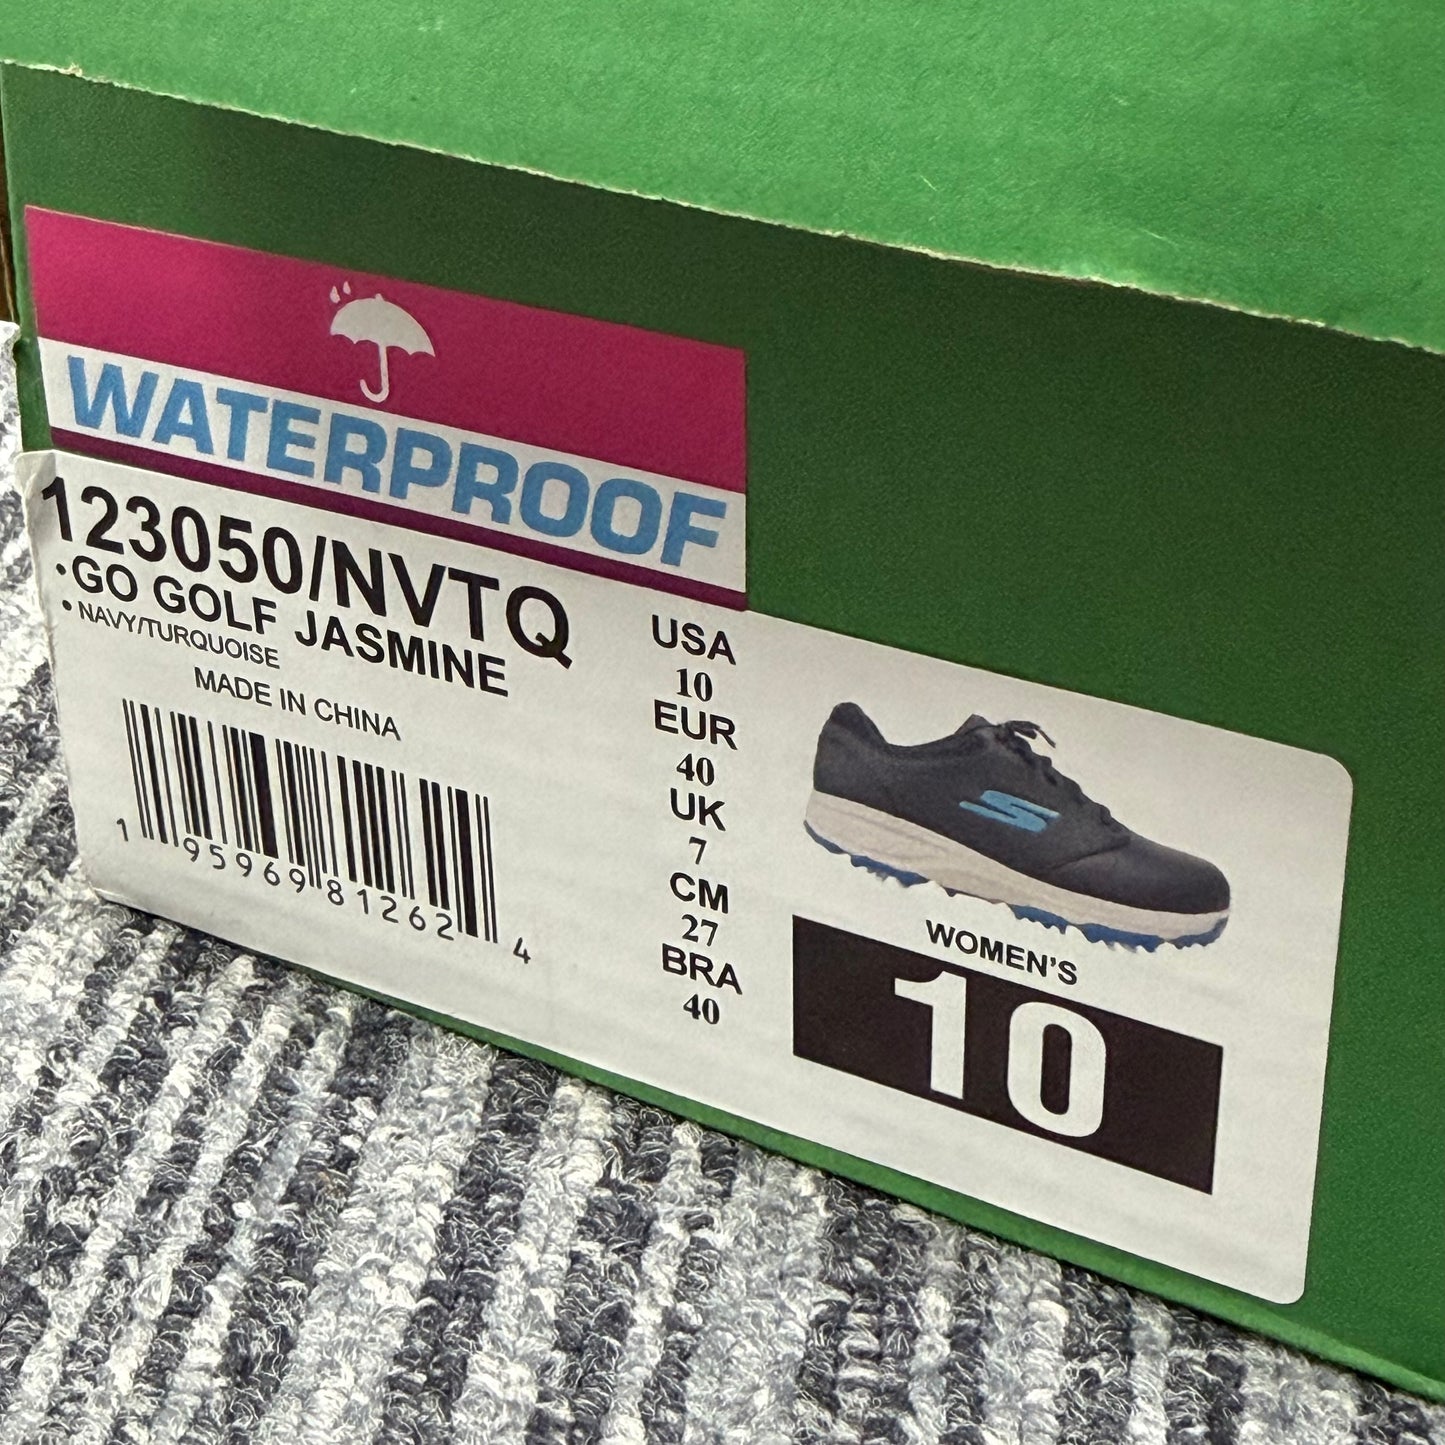 WATERPROOF
123050/NVTQ
•GO GOLF JASMINE
• NAVY/TURQUOISE
MADE IN CHINA
1 95969 81262 4
USA
10
EUR
40
UK
7
CM
27
BRA
40
S
WOMEN'S
10